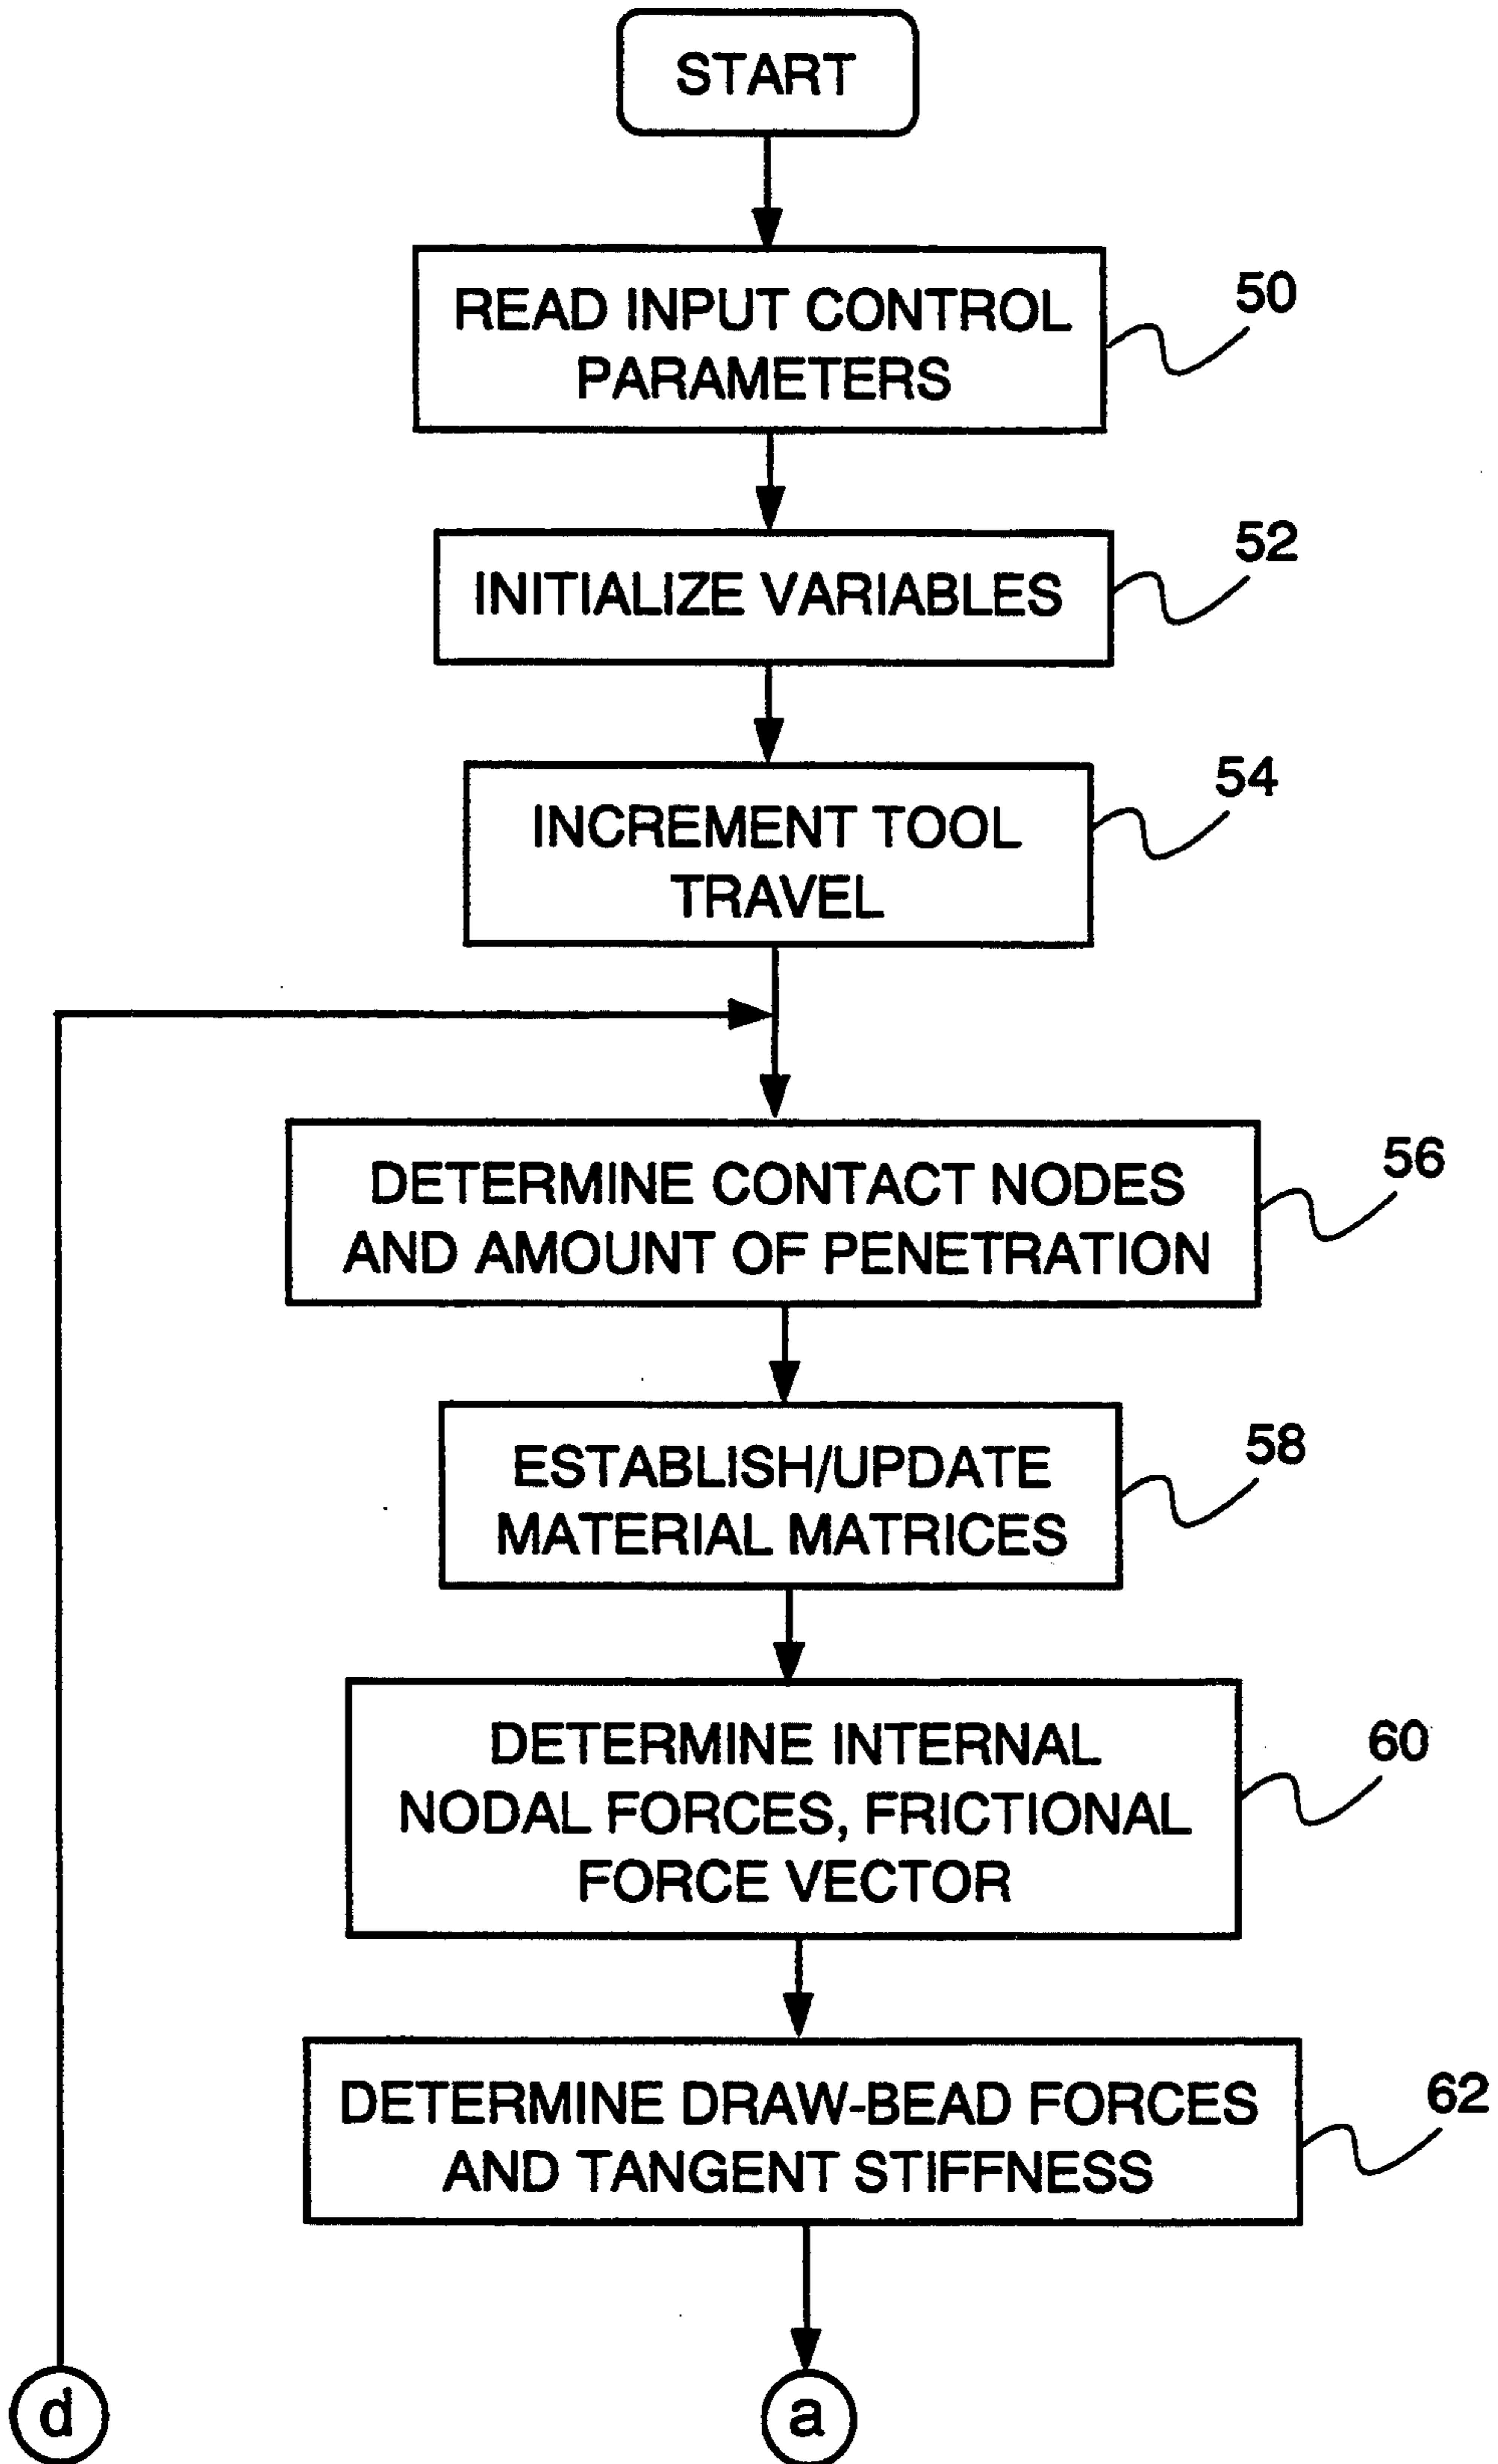 START
READ INPUT CONTROL
PARAMETERS
50
INITIALIZE VARIABLES
52
INCREMENT TOOL
TRAVEL
54
DETERMINE CONTACT NODES
AND AMOUNT OF PENETRATION
56
ESTABLISH/UPDATE
MATERIAL MATRICES
58
DETERMINE INTERNAL
NODAL FORCES, FRICTIONAL
FORCE VECTOR
60
DETERMINE DRAW-BEAD FORCES
AND TANGENT STIFFNESS
62
d
a